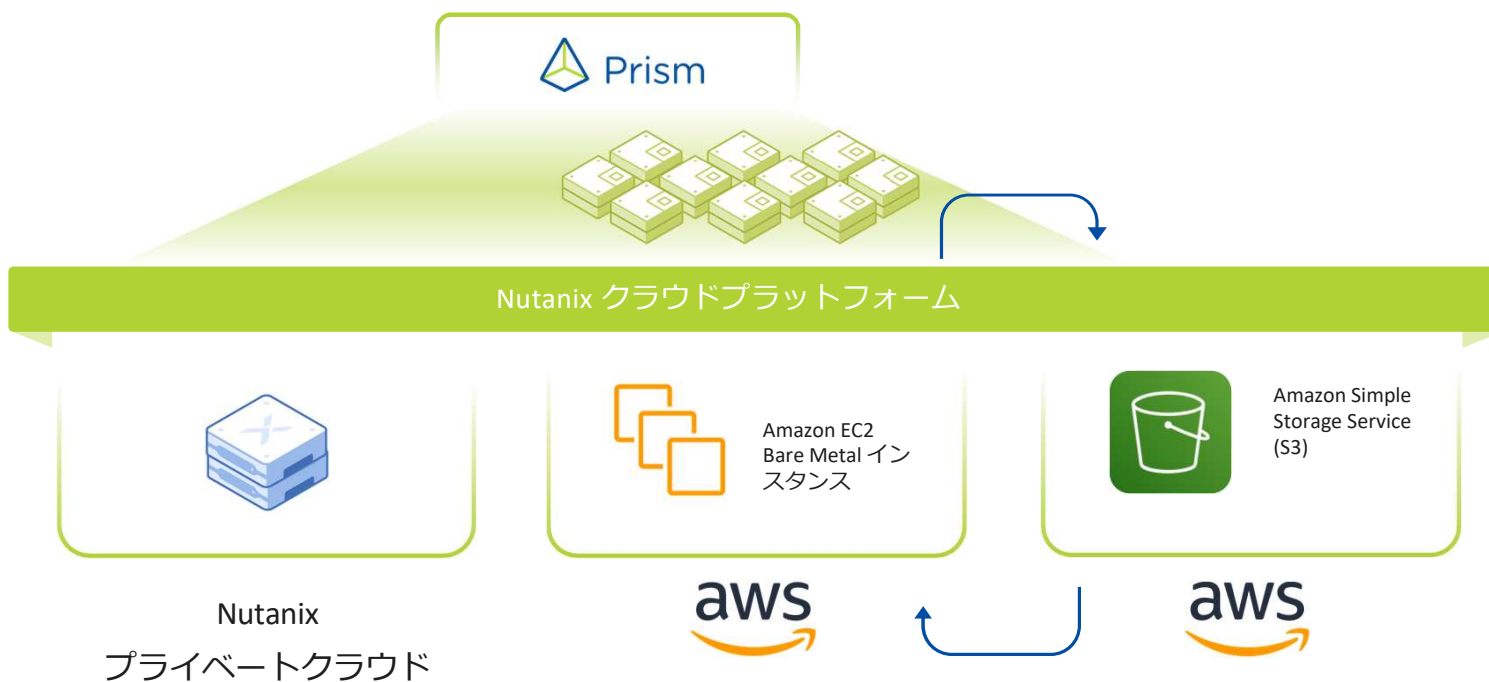 Prism
Nutanix クラウドプラットフォーム
Amazon EC2
Bare Metal イン
スタンス
Amazon Simple
Storage Service
(S3)
Nutanix
プライベートクラウド
aws
aws